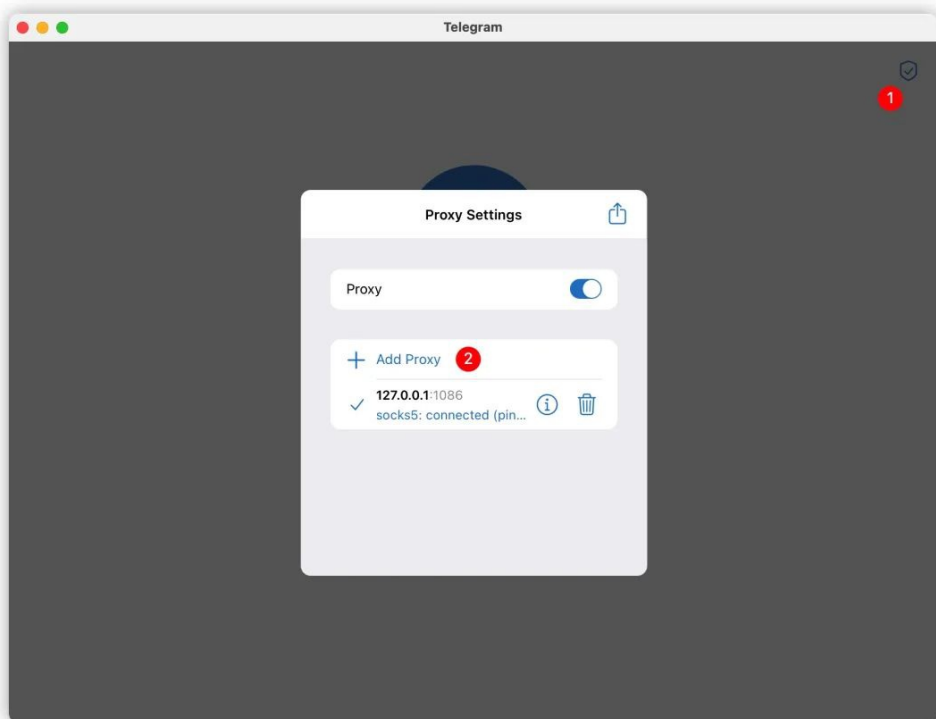 Telegram
1
Proxy Settings
Proxy
Add Proxy 2
127.0.0.1:1086
socks5: connected (pin...